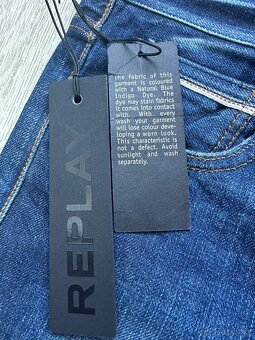 REPLA
the fabric of this
garment is coloured
with a Natural Blue
Indigo Dye. The
dye may stain fabrics
it comes into contact
with. With every
wash your garment
will lose colour deve-
loping a worn look.
This characteristic is
not a defect. Avoid
sunlight and wash
separately.